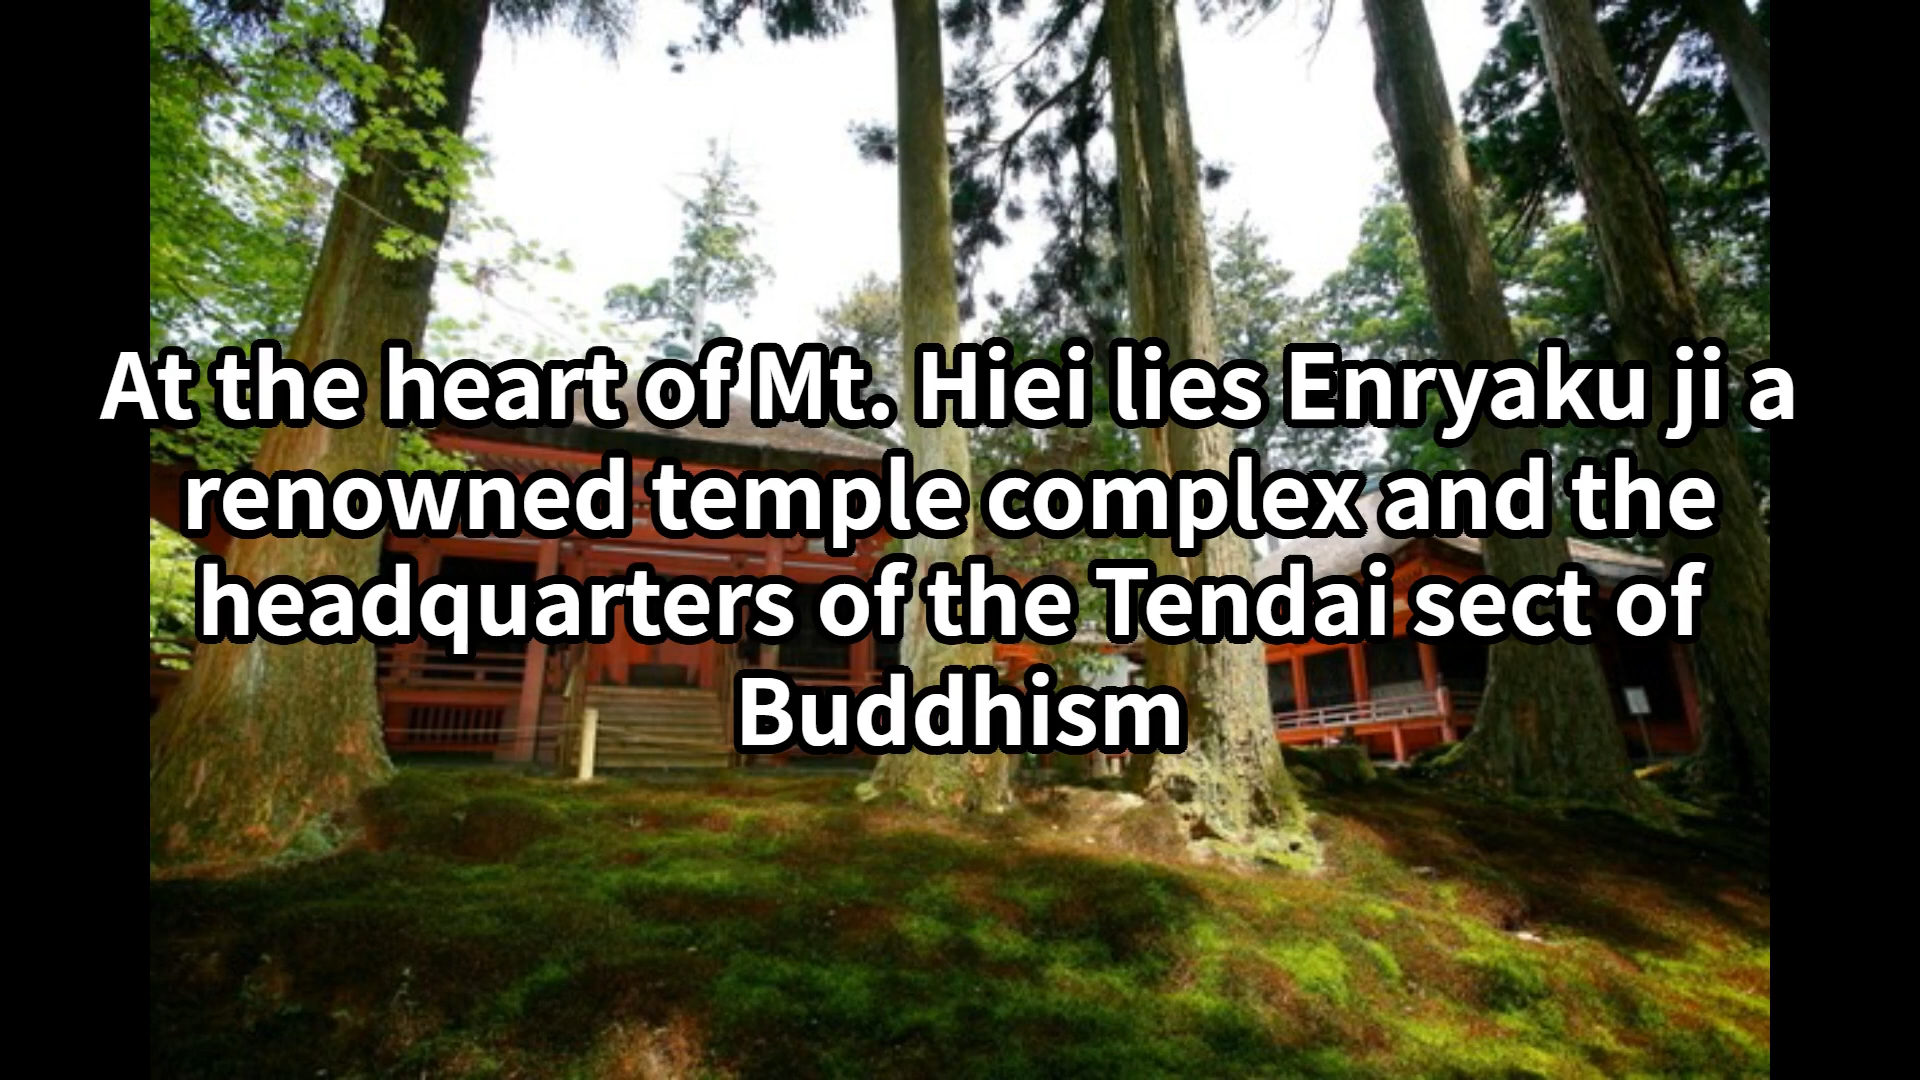 At the heart of Mt. Hiei lies Enryaku ji a
renowned temple complex and the
headquarters of the Tendai sect of
Buddhism